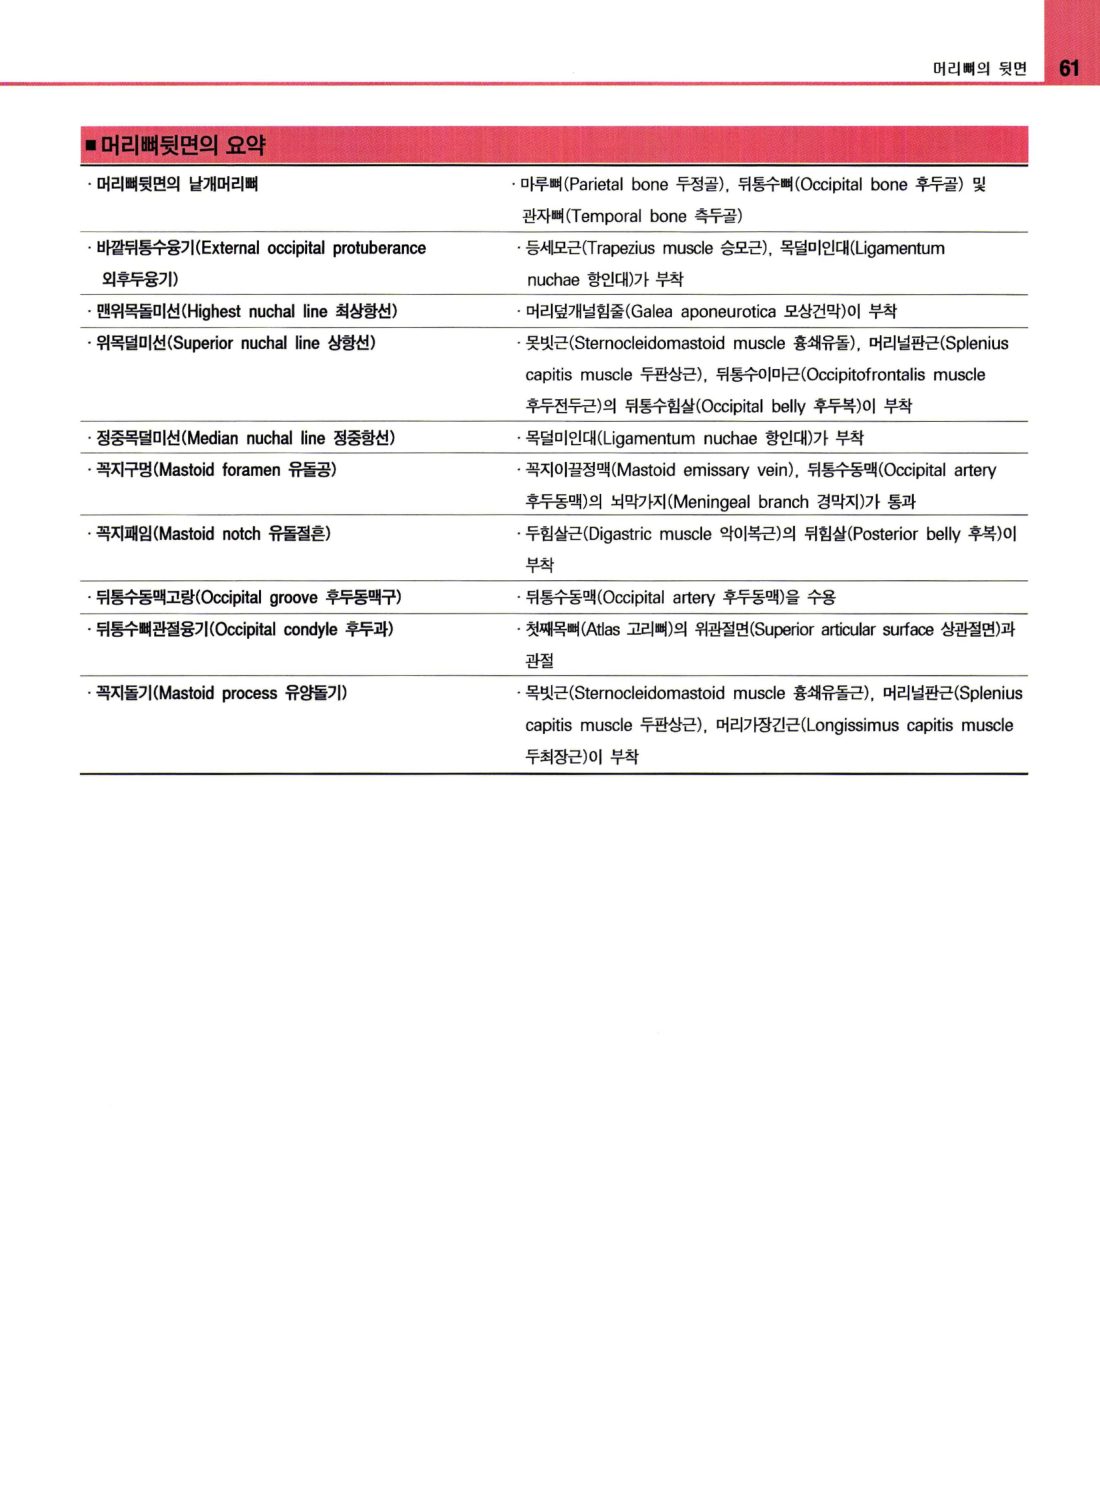 머리뼈의 뒷면 61
■ 머리뼈뒷면의 요약
· 머리뼈뒷면의 낱개머리뼈
· 마루뼈(Parietal bone 두정골), 뒤통수뼈(Occipital bone 후두골) 및
관자뼈(Temporal bone 측두골)
· 바깥뒤통수융기(External occipital protuberance
외후두융기)
· 등세모근(Trapezius muscle 승모근), 목덜미인대(Ligamentum
nuchae 항인대)가 부착
· 맨위목돌미선(Highest nuchal line 최상항선)
· 머리덮개널힘줄(Galea aponeurotica 모상건막)이 부착
· 위목덜미선(Superior nuchal line 상항선)
· 못빗근(Sternocleidomastoid muscle 흉쇄유돌), 머리널판근(Splenius
capitis muscle 두판상근), 뒤통수이마근(Occipitofrontalis muscle
후두전두근)의 뒤통수힘살(Occipital belly 후두복)이 부착
· 정중목덜미선(Median nuchal line 정중항선)
· 목덜미인대(Ligamentum nuchae 항인대)가 부착
· 꼭지구멍(Mastoid foramen 유돌공)
· 꼭지이끌정맥(Mastoid emissary vein), 뒤통수동맥(Occipital artery
후두동맥)의 뇌막가지(Meningeal branch 경막지)가 통과
· 꼭지패임(Mastoid notch 유돌절흔)
· 두힘살근(Digastric muscle 악이복근)의 뒤힘살(Posterior belly 후복)이
부착
· 뒤통수동맥고랑(Occipital groove 후두동맥구)
· 뒤통수동맥(Occipital artery 후두동맥)을 수용
· 뒤통수뼈관절융기(Occipital condyle 후두과)
· 첫째목뼈(Atlas 고리뼈)의 위관절면(Superior articular surface 상관절면)과
관절
· 꼭지돌기(Mastoid process 유양돌기)
· 목빗근(Sternocleidomastoid muscle 흉쇄유돌근), 머리널판근(Splenius
capitis muscle 두판상근), 머리가장긴근(Longissimus capitis muscle
두최장근)이 부착